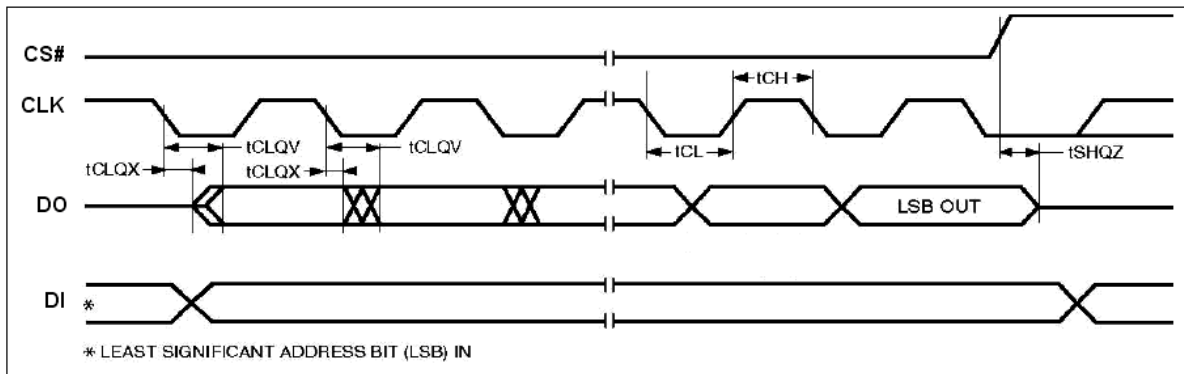 CS#
tCH
CLK
tCLQV
tCLQV
tCL
tSHQZ
tCLQX
tCLQX
DO
LSB OUT
DI
*
* LEAST SIGNIFICANT ADDRESS BIT (LSB) IN